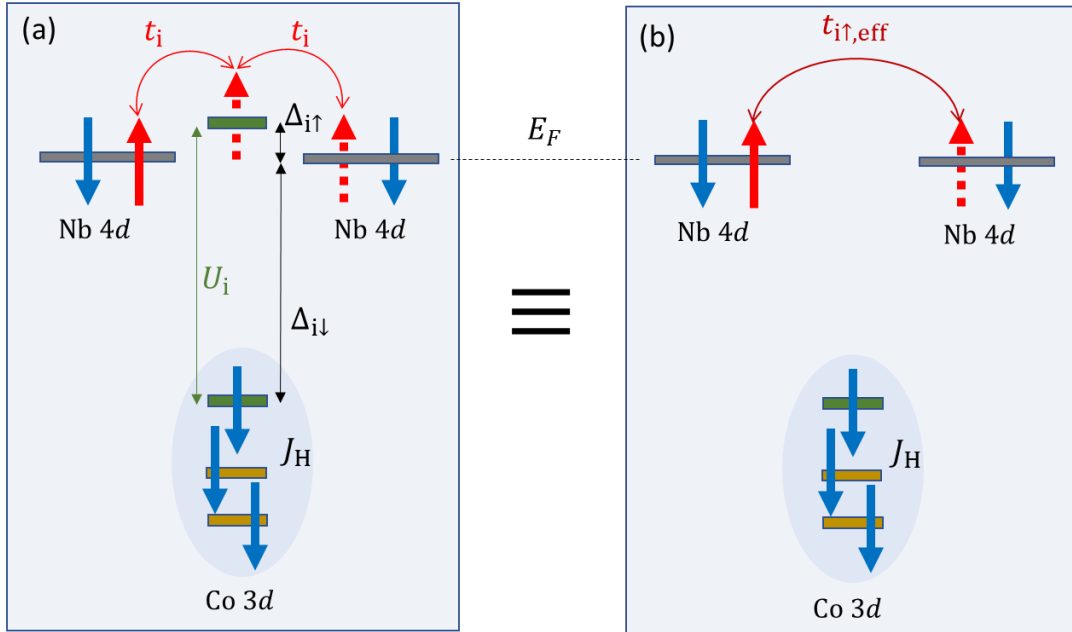 (a)
t_i t_i
Δ_i↑
Nb 4d Nb 4d
U_i
Δ_i↓
J_H
Co 3d
E_F
≡
(b)
t_i↑,eff
Nb 4d Nb 4d
J_H
Co 3d